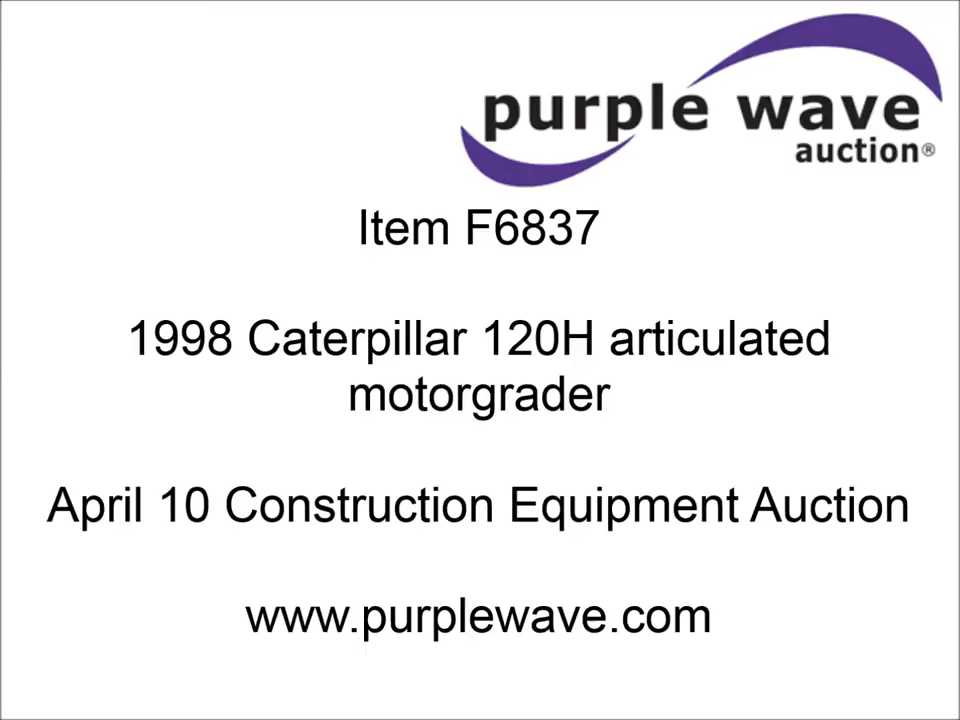 purple wave
auction®
Item F6837
1998 Caterpillar 120H articulated
motorgrader
April 10 Construction Equipment Auction
www.purplewave.com